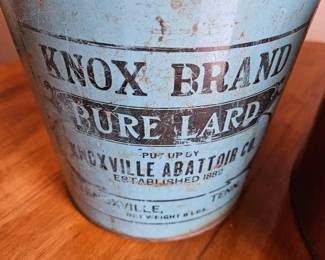 KNOX BRAND
PURE LARD
PUT UP BY
KNOXVILLE ABATTOIR CO.
ESTABLISHED 1882
KNOXVILLE, TENN.
NET WEIGHT 8 LBS.